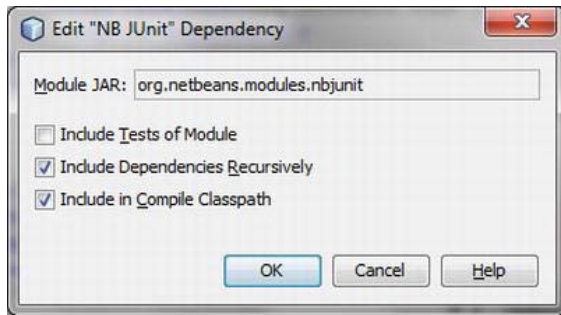 Edit "NB JUnit" Dependency
Module JAR: org.netbeans.modules.nbjunit
Include Tests of Module
Include Dependencies Recursively
Include in Compile Classpath
OK Cancel Help